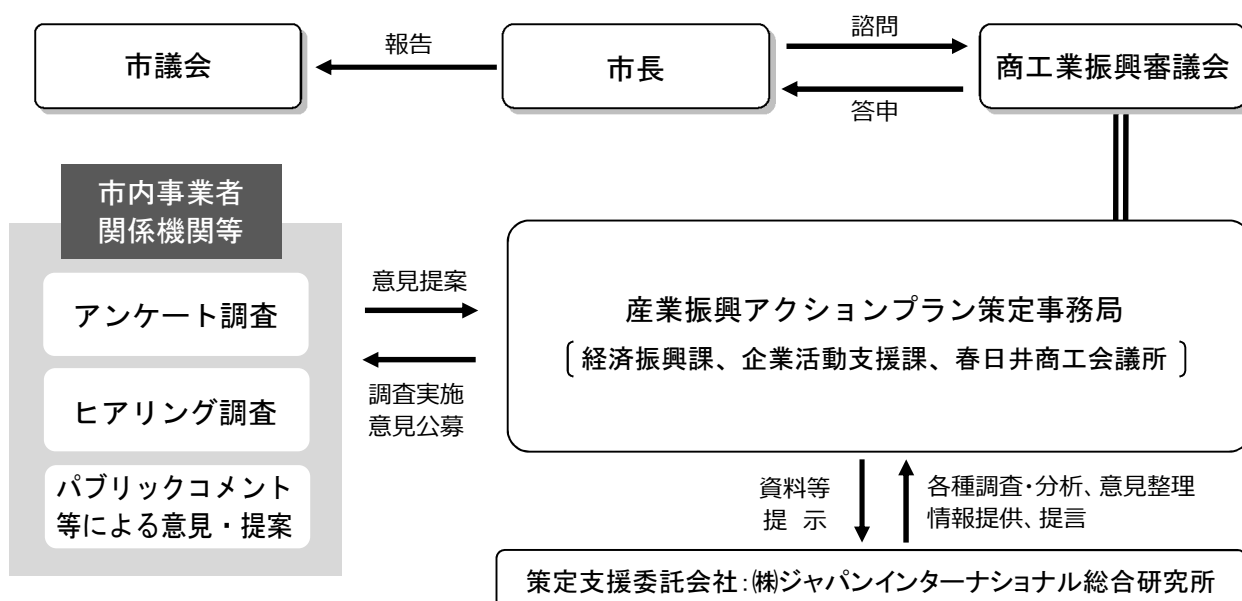 市議会
報告
市長
諮問
答申
商工業振興審議会
市内事業者
関係機関等
アンケート調査
ヒアリング調査
パブリックコメント
等による意見・提案
意見提案
調査実施
意見公募
産業振興アクションプラン策定事務局
〔経済振興課、企業活動支援課、春日井商工会議所〕
資料等
提 示
各種調査・分析、意見整理
情報提供、提言
策定支援委託会社：㈱ジャパンインターナショナル総合研究所